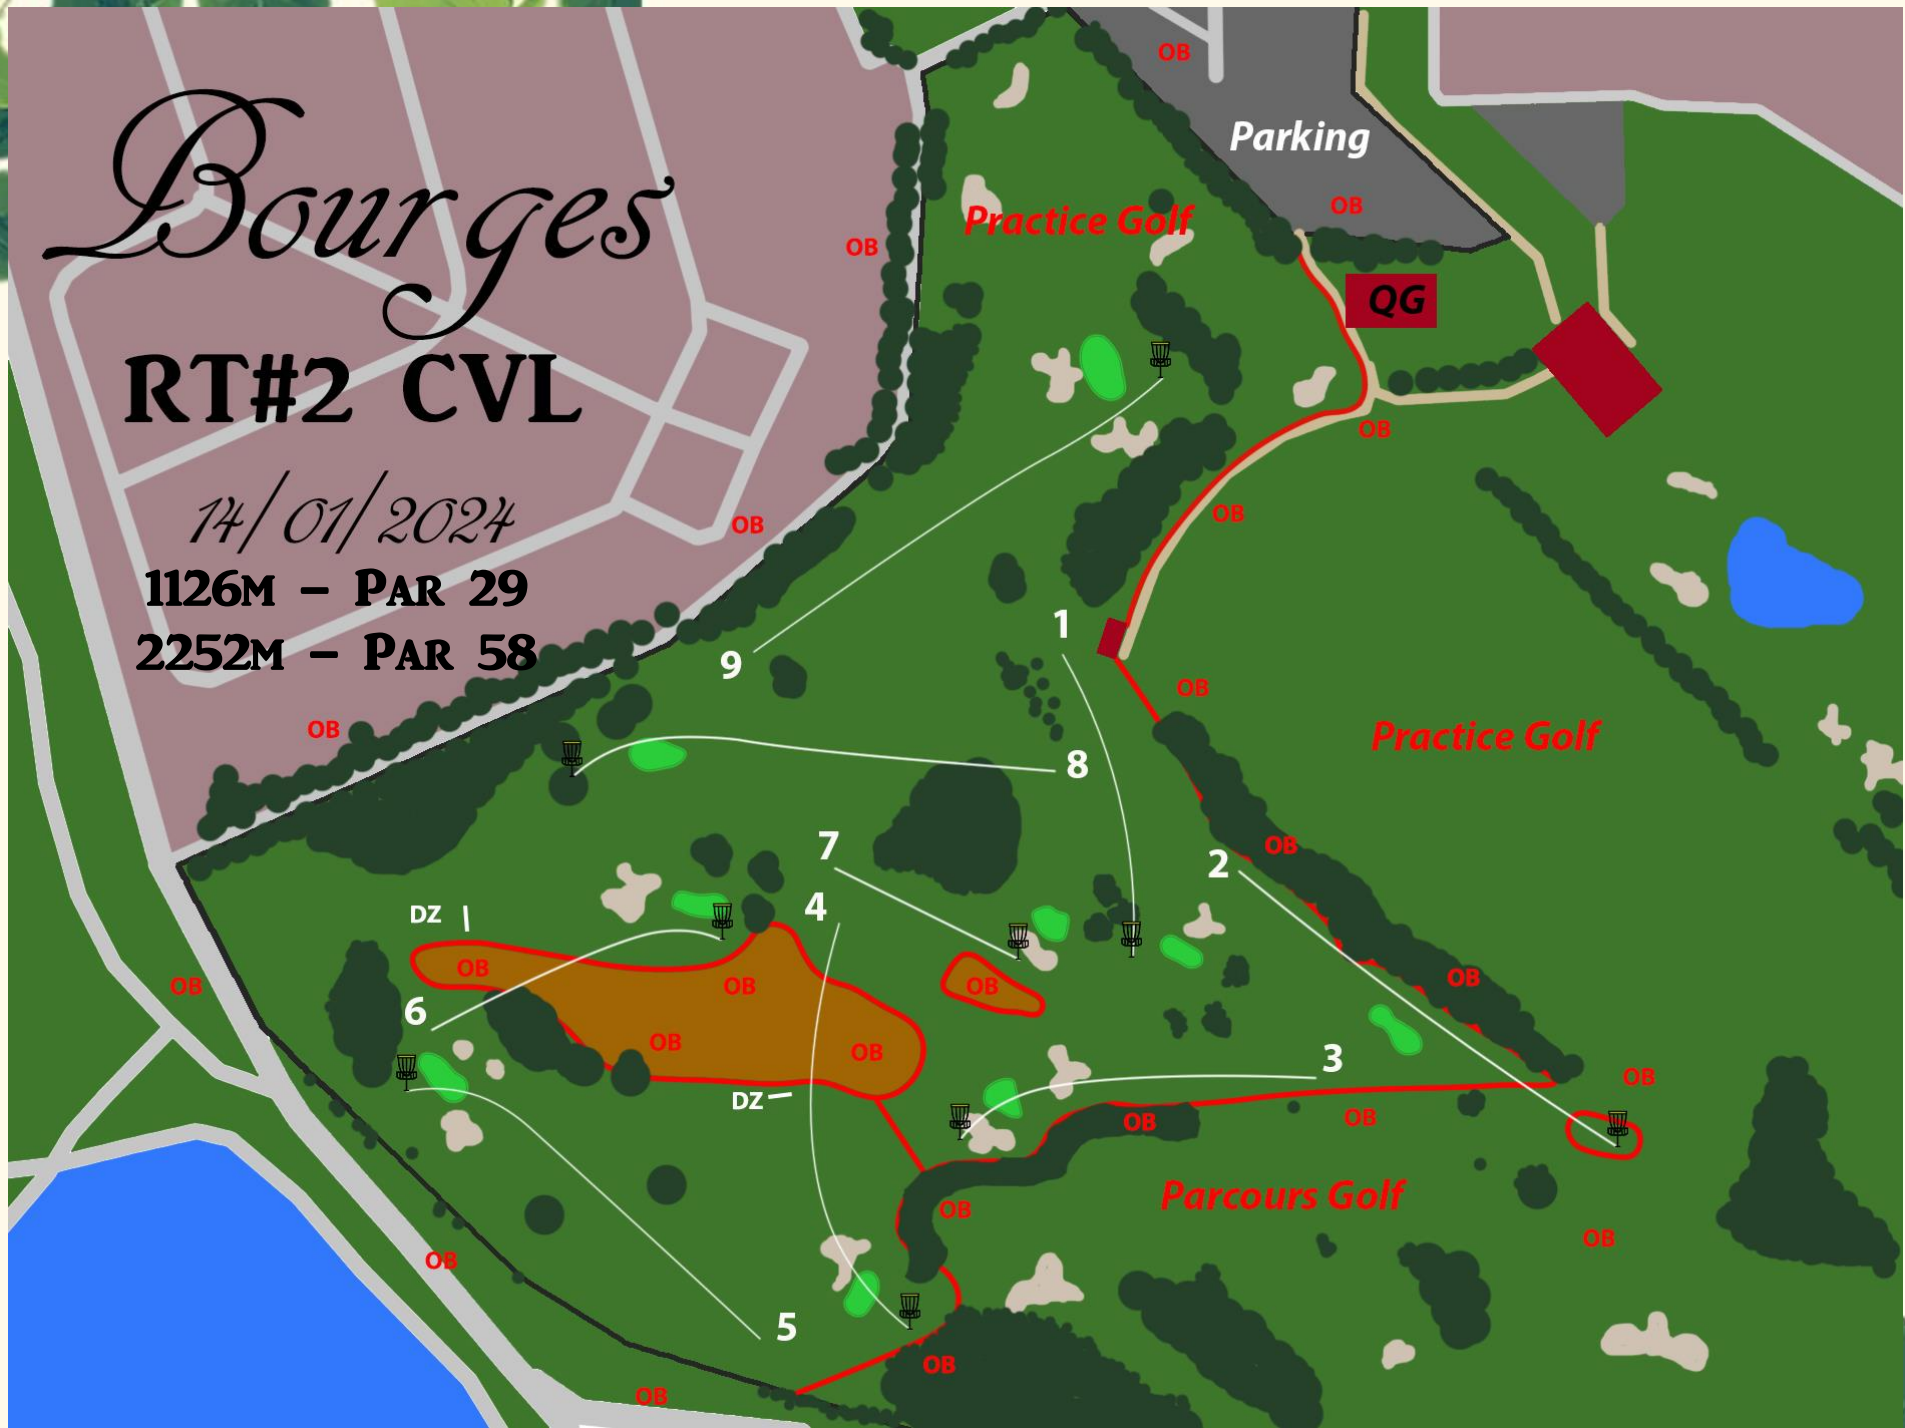 OB
Parking
Bourges
OB
Practice Golf
OB
QG
RT#2 CVL
OB
14/01/2024
OB
OB
1126M – PAR 29
1
2252M – PAR 58
9
OB
OB
Practice Golf
8
7
OB
2
4
DZ
OB
OB
OB
OB
OB
6
OB
OB
3
OB
DZ
OB
OB
Parcours Golf
OB
OB
OB
5
OB
OB